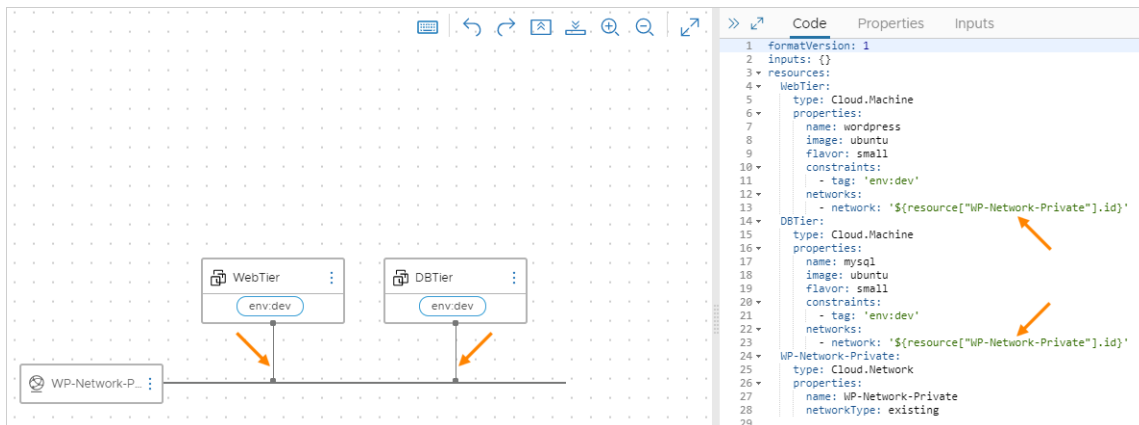 Code Properties Inputs
1 formatVersion: 1
2 inputs: {}
3 resources:
4 WebTier:
5 type: Cloud.Machine
6 properties:
7 name: wordpress
8 image: ubuntu
9 flavor: small
10 constraints:
11 - tag: 'env:dev'
12 networks:
13 - network: '${resource["WP-Network-Private"].id}'
14 DBTier:
15 type: Cloud.Machine
16 properties:
17 name: mysql
18 image: ubuntu
19 flavor: small
20 constraints:
21 - tag: 'env:dev'
22 networks:
23 - network: '${resource["WP-Network-Private"].id}'
24 WP-Network-Private:
25 type: Cloud.Network
26 properties:
27 name: WP-Network-Private
28 networkType: existing
29
WebTier
env:dev
DBTier
env:dev
WP-Network-P...